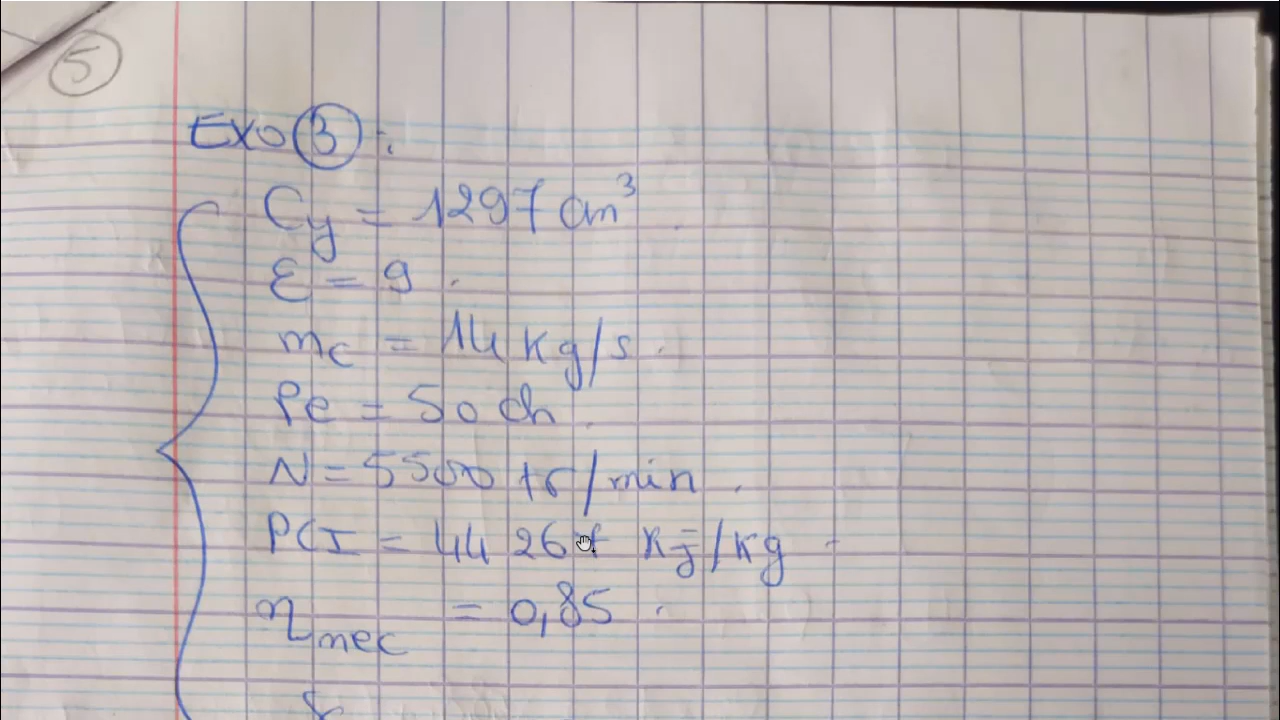 5
Exo 3 :
Cy = 1297 cm³
ε = 9 .
mc = 14 kg/s .
Pe = 50 ch .
N = 5500 tr/min .
PCI = 44 26 kJ/kg
ηmec = 0,85 .